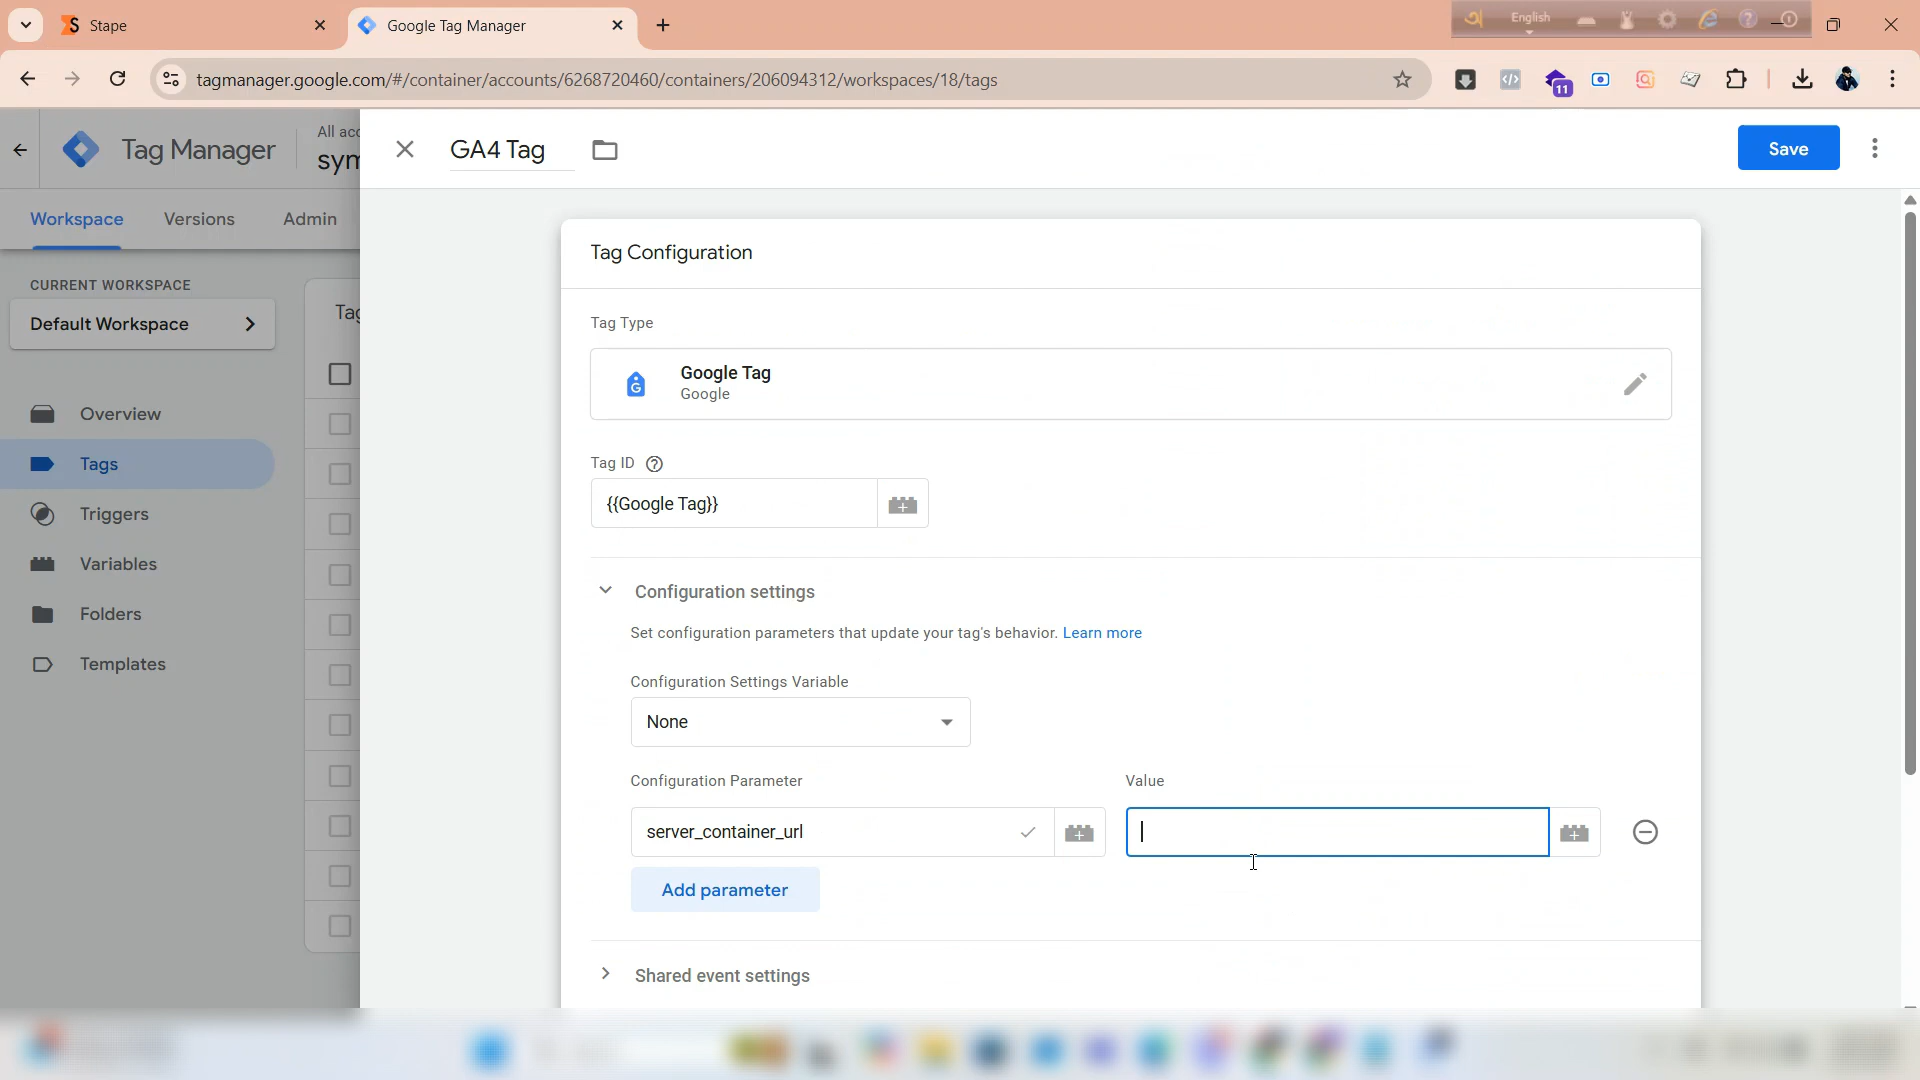 Stape
Google Tag Manager
English
tagmanager.google.com/#/container/accounts/6268720460/containers/206094312/workspaces/18/tags
11
Tag Manager
All acc
sym
GA4 Tag
Save
Workspace
Versions
Admin
Tag Configuration
CURRENT WORKSPACE
Default Workspace
Tag
Tag Type
Google Tag
Google
Overview
Tags
Triggers
Variables
Folders
Templates
Tag ID
{{Google Tag}}
Configuration settings
Set configuration parameters that update your tag's behavior. Learn more
Configuration Settings Variable
None
Configuration Parameter
Value
server_container_url
Add parameter
Shared event settings